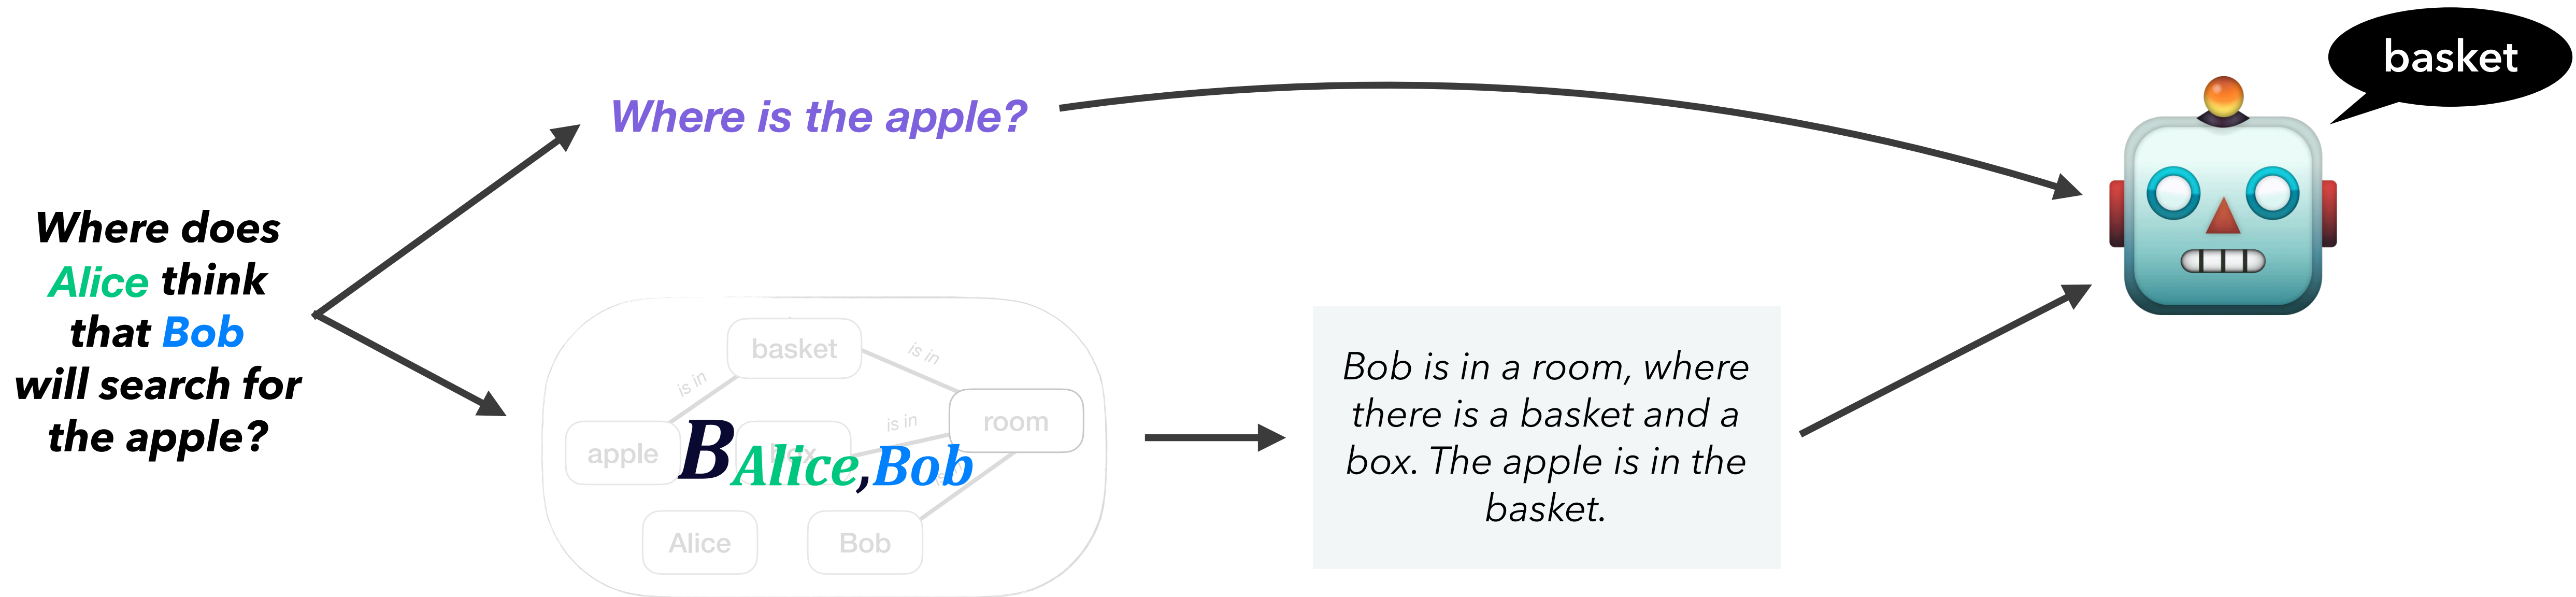 Where does
Alice think
that Bob
will search for
the apple?
Where is the apple?
basket
is in
is in
apple
is in
room
B Alice,Bob
Alice
Bob
Bob is in a room, where
there is a basket and a
box. The apple is in the
basket.
basket